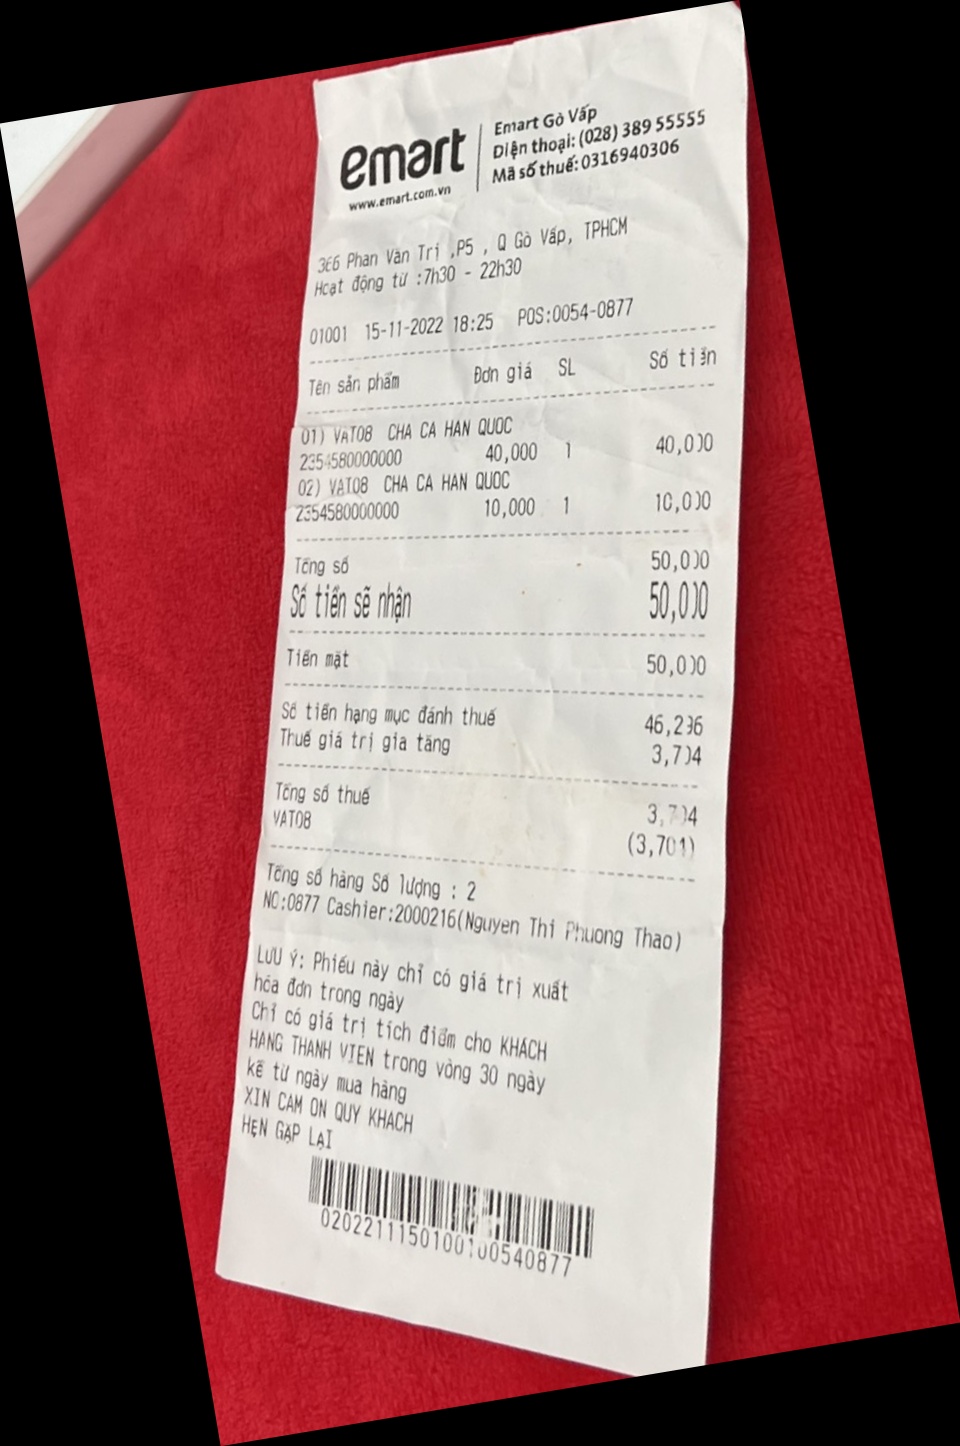 emart
www.emart.com.vn
Emart Gò Vấp
Điện thoại: (028) 389 55555
Mã số thuế: 0316940306
366 Phan Văn Trị ,P5 , Q Gò Vấp, TPHCM
Hoạt động từ :7h30 - 22h30
01001 15-11-2022 18:25 POS:0054-0877
Tên sản phẩm Đơn giá SL Số tiền
01) VAT08 CHA CA HAN QUOC
2354580000000 40,000 1 40,000
02) VAT08 CHA CA HAN QUOC
2354580000000 10,000 1 10,000
Tổng số 50,000
Số tiền sẽ nhận 50,000
Tiền mặt 50,000
Số tiền hạng mục đánh thuế 46,296
Thuế giá trị gia tăng 3,704
Tổng số thuế 3,704
VAT08 (3,704)
Tổng số hàng Số lượng : 2
NO:0877 Cashier:2000216(Nguyen Thi Phuong Thao)
LƯU Ý: Phiếu này chỉ có giá trị xuất
hóa đơn trong ngày
Chỉ có giá trị tích điểm cho KHÁCH
HÀNG THÀNH VIÊN trong vòng 30 ngày
kể từ ngày mua hàng
XIN CAM ON QUY KHACH
HẸN GẶP LẠI
0202211150100100540877